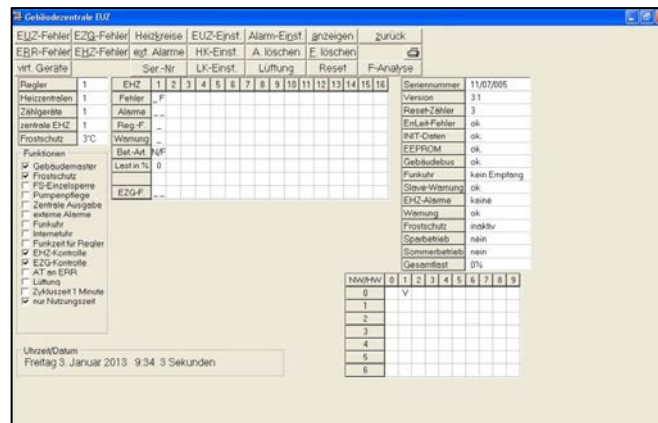 Gebäudezentrale EUZ
EUZ-Fehler EZG-Fehler Heizkreise EUZ-Einst. Alarm-Einst. anzeigen zurück
ERR-Fehler EHZ-Fehler ext. Alarme HK-Einst. A. löschen F. löschen
virt. Geräte Ser.-Nr LK-Einst. Lüftung Reset F-Analyse
Regler 1
Heizzentralen 1
Zählgeräte 1
zentrale EHZ 1
Frostschutz 3°C
Funktionen
Gebäudemaster
Frostschutz
FS-Einzelsperre
Pumpenpflege
Zentrale Ausgabe
externe Alarme
Funkuhr
Internetuhr
Funkzeit für Regler
EHZ-Kontrolle
EZG-Kontrolle
AT an ERR
Lüftung
Zykluszeit 1 Minute
nur Nutzungszeit
EHZ 1 2 3 4 5 6 7 8 9 10 11 12 13 14 15 16
Fehler _ F
Alarme _ _
Reg.-F. _
Warnung _
Bet.-Art. N/F
Last in % 0
EZG-F. _ _
Seriennummer 11/07/005
Version 3.1
Reset-Zähler 3
ErrLeit-Fehler ok.
INIT-Daten ok.
EEPROM ok.
Gebäudebus ok.
Funkuhr kein Empfang
Slave-Warnung ok
EHZ-Alarme keine
Warnung ok
Frostschutz inaktiv
Sparbetrieb nein
Sommerbetrieb nein
Gesamtlast 0%
NW/HW 0 1 2 3 4 5 6 7 8 9
0 V
1
2
3
4
5
6
Uhrzeit/Datum
Freitag 3. Januar 2013 9:34 3 Sekunden